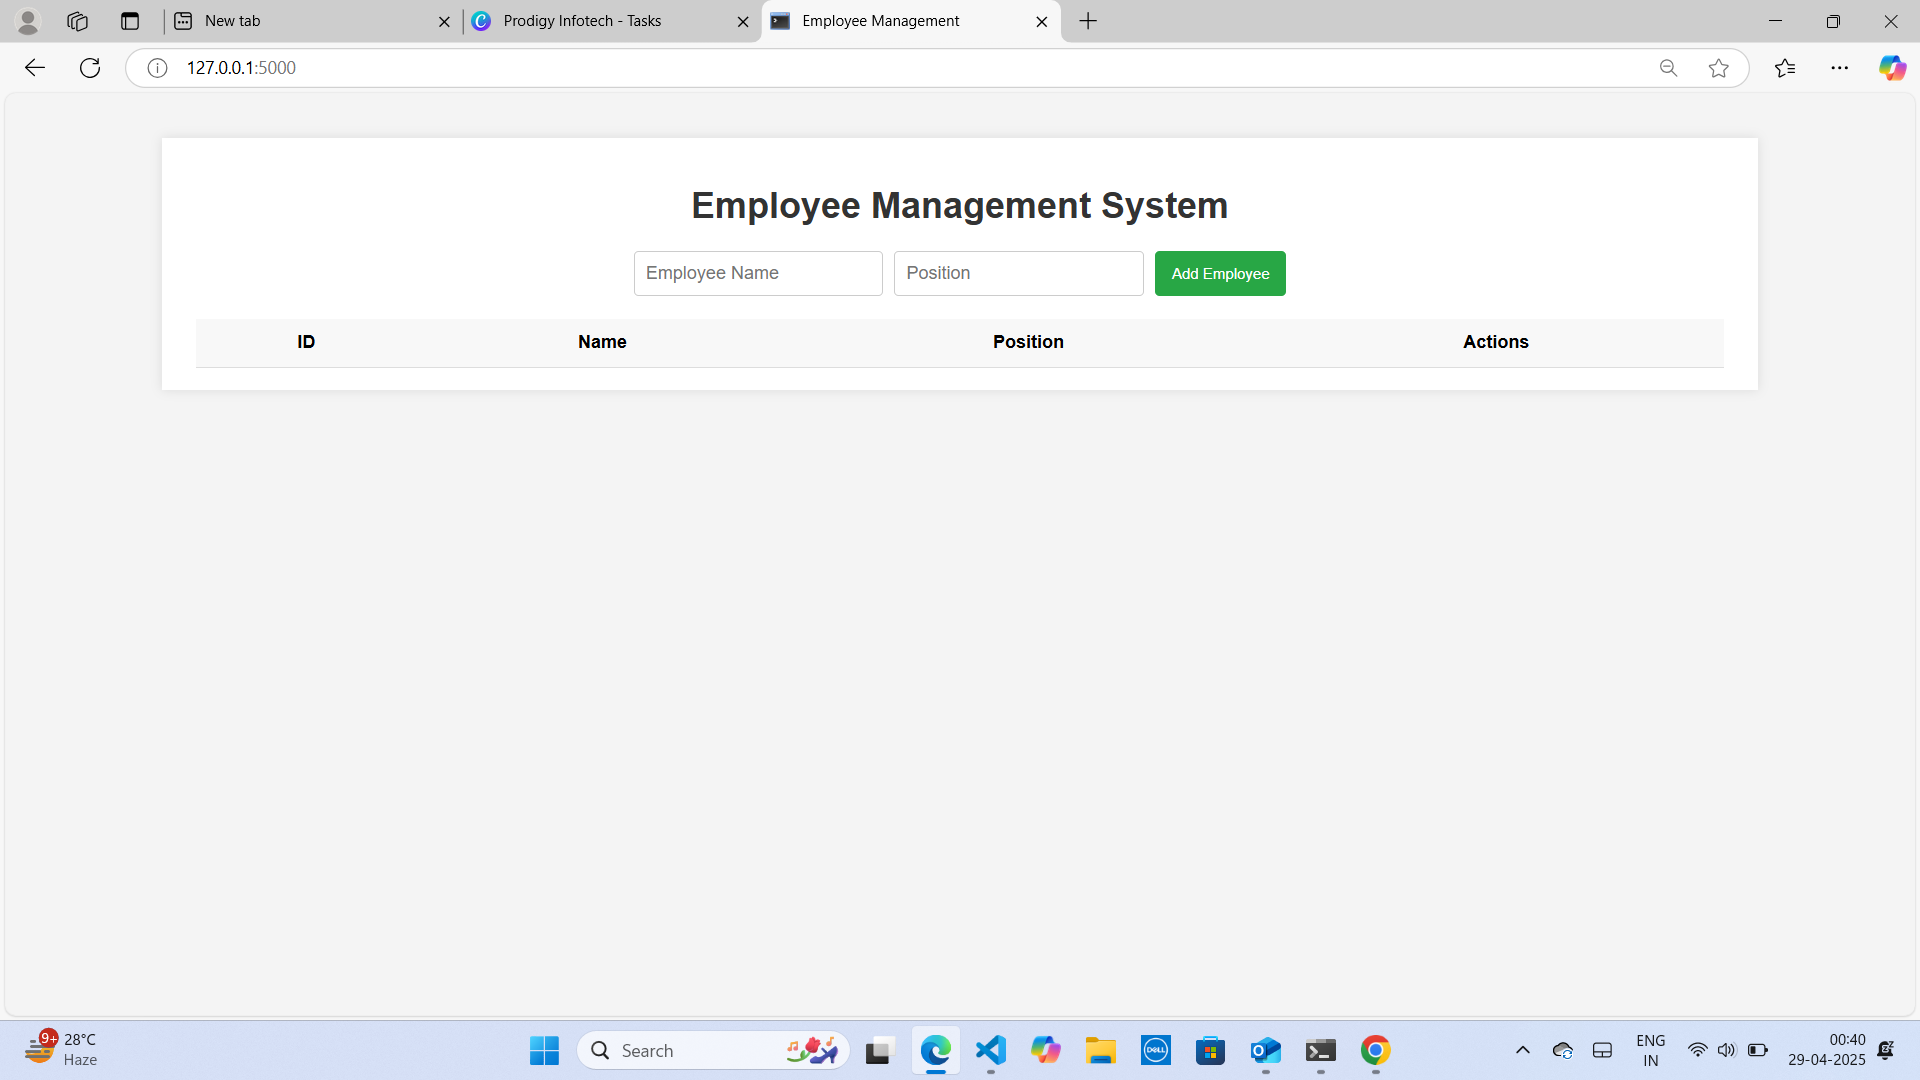 New tab
Prodigy Infotech - Tasks
Employee Management
127.0.0.1:5000
Employee Management System
Employee Name
Position
Add Employee
ID Name Position Actions
9+
28°C
Haze
Search
DELL
ENG
IN
00:40
29-04-2025